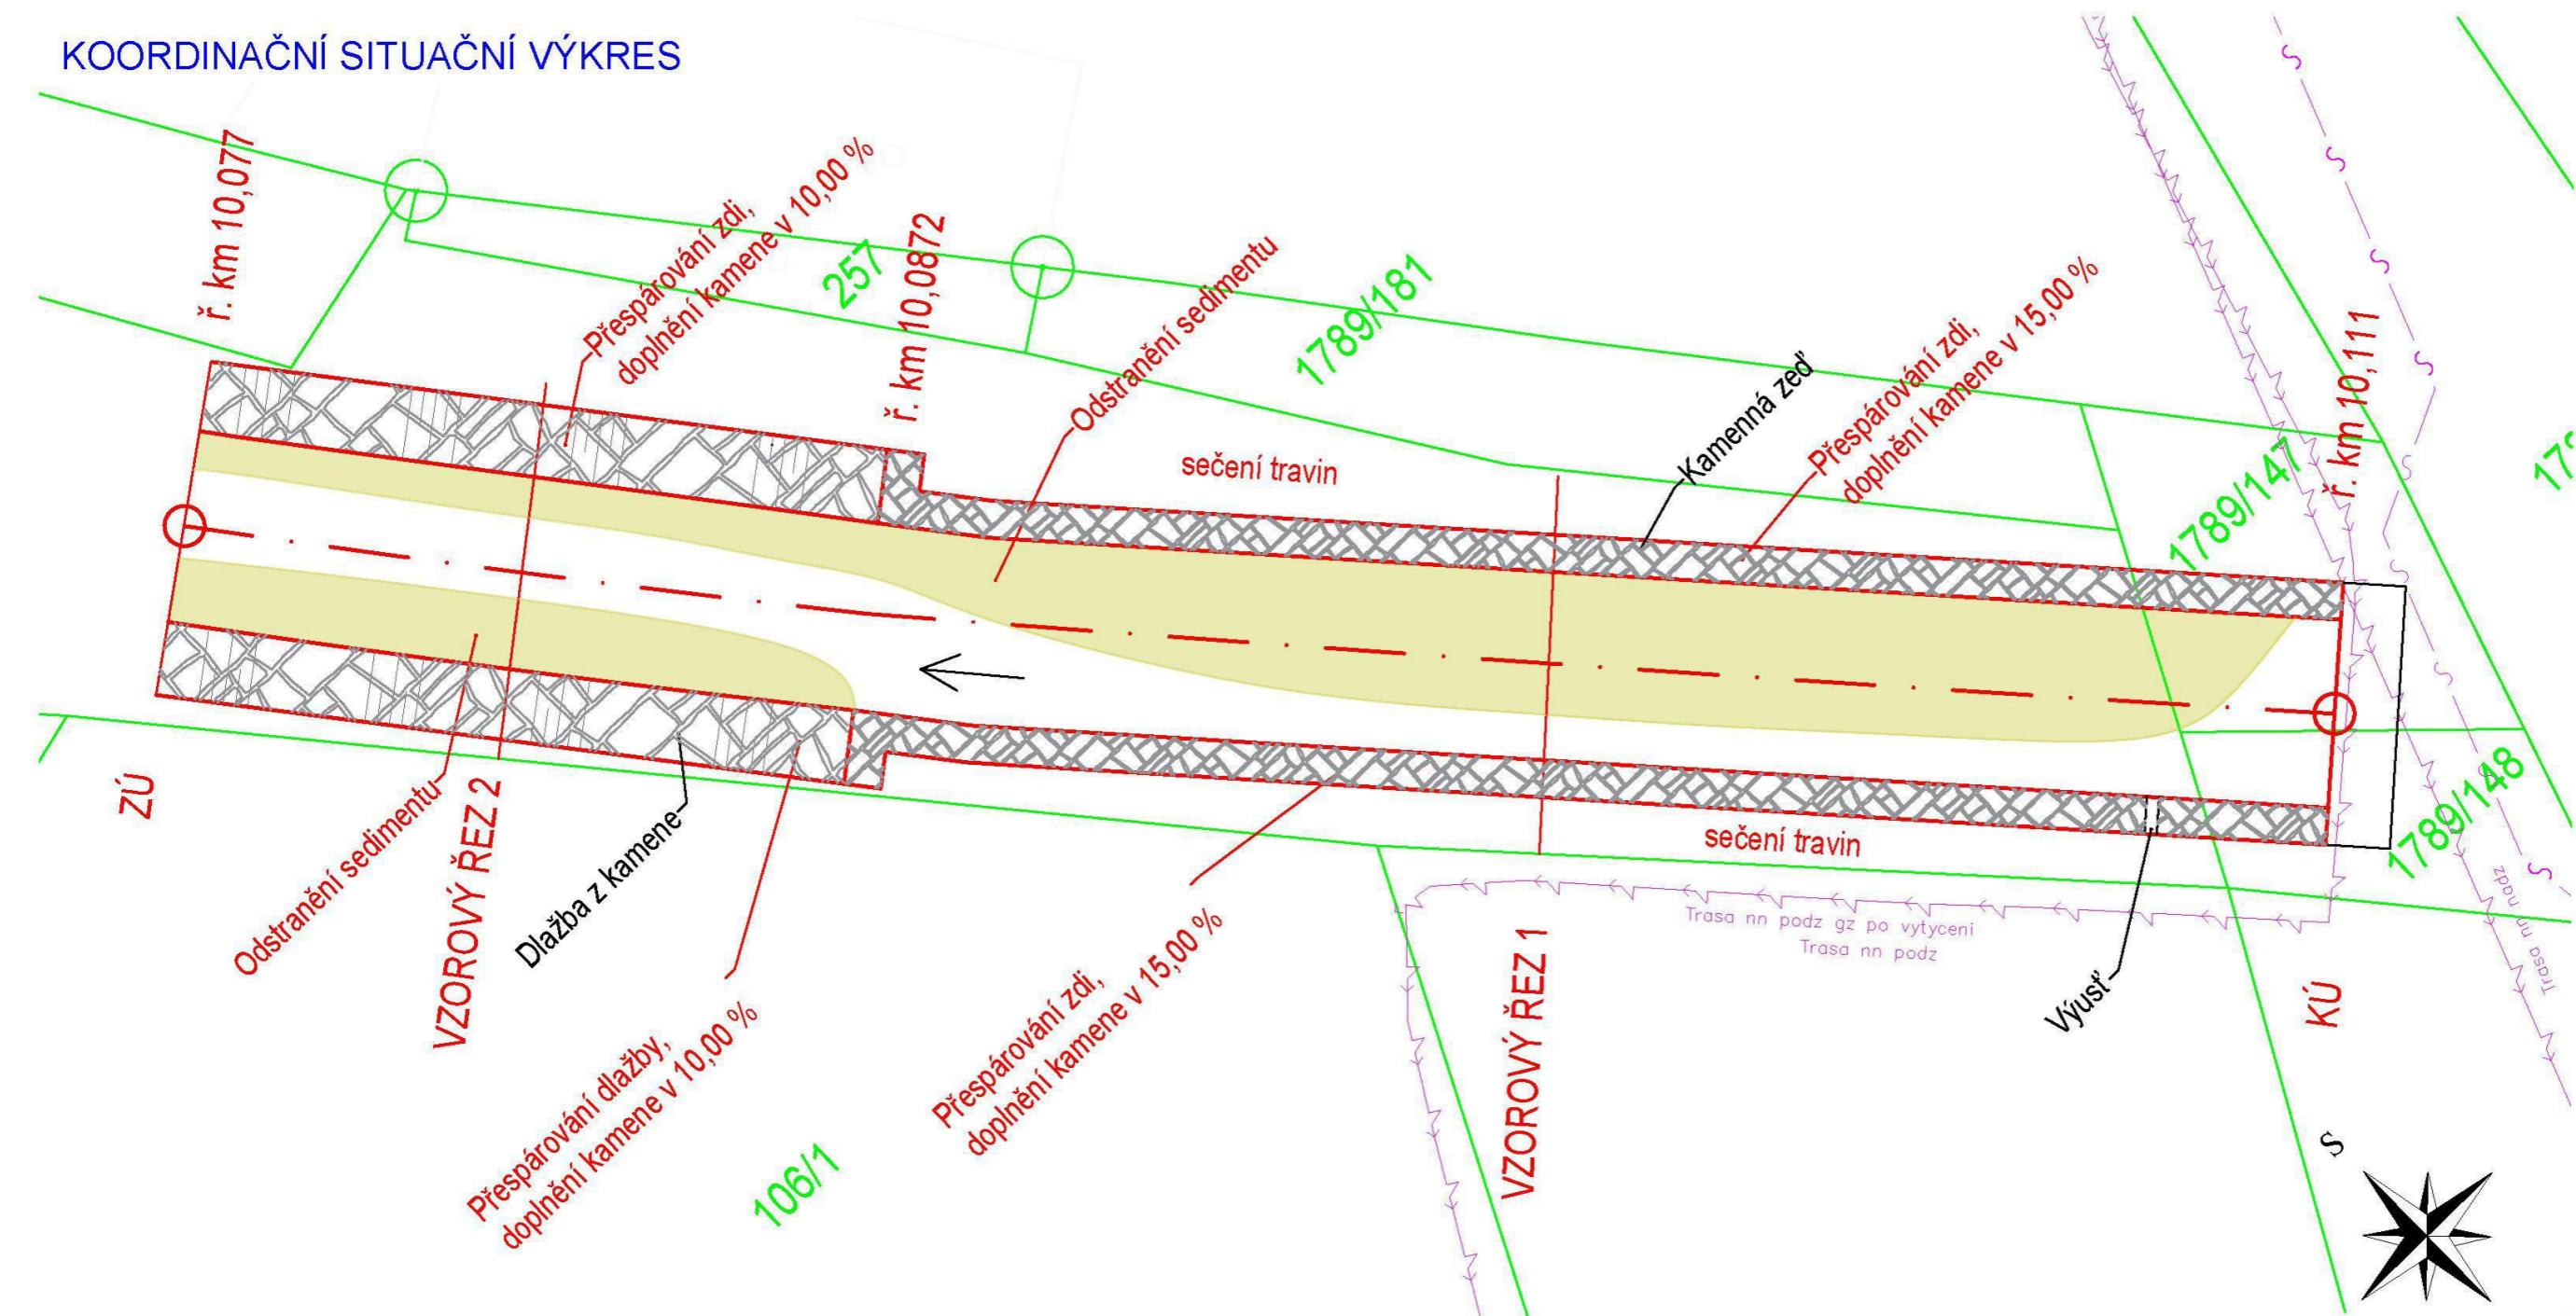 KOORDINAČNÍ SITUAČNÍ VÝKRES
ř. km 10,077
Přespárování zdi,
doplnění kamene v 10,00 %
257
ř. km 10,0872
Odstranění sedimentu
1789/181
sečení travin
Kamenná zeď
Přespárování zdi,
doplnění kamene v 15,00 %
1789/147
ř. km 10,111
S
S
S
S
S
S
S
S
ZÚ
Odstranění sedimentu
VZOROVÝ ŘEZ 2
Dlažba z kamene
Přespárování dlažby,
doplnění kamene v 10,00 %
106/1
Přespárování zdi,
doplnění kamene v 15,00 %
VZOROVÝ ŘEZ 1
sečení travin
Trasa nn podz gz po vytyceni
Trasa nn podz
Výusť
KÚ
1789/148
Trasa nn nadz
S